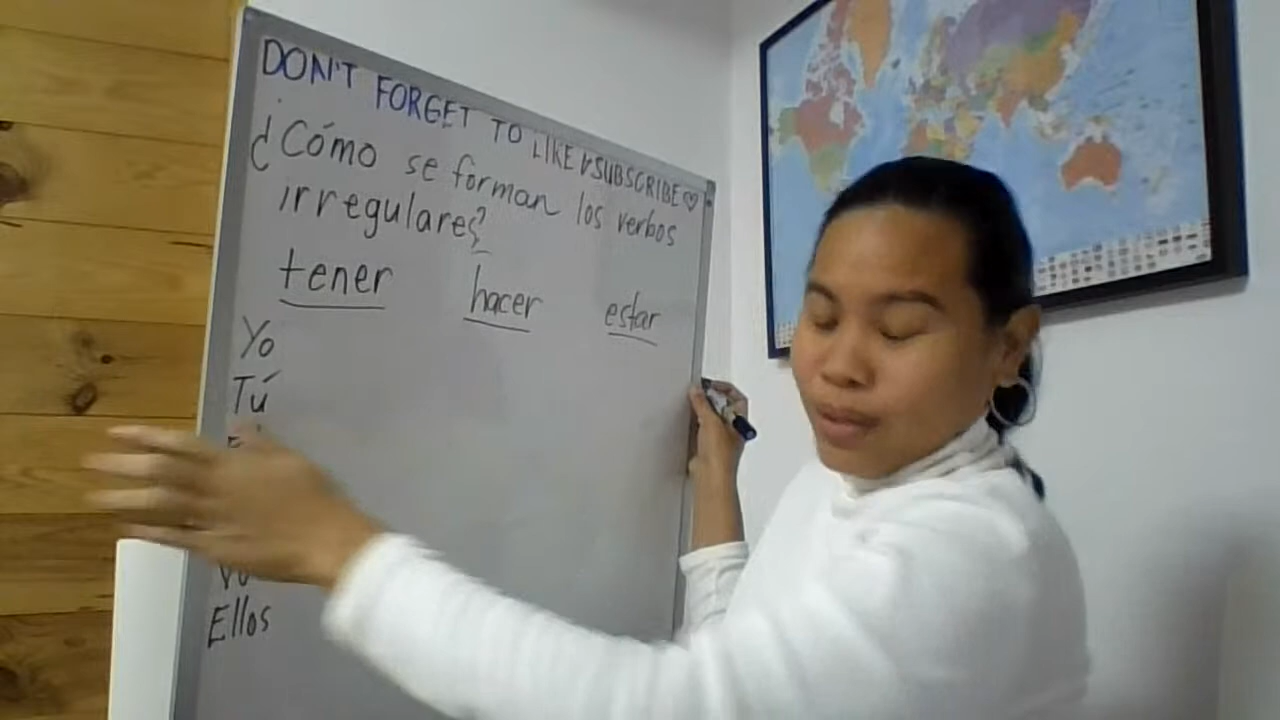 DON'T FORGET TO LIKE & SUBSCRIBE ♡
¿Cómo se forman los verbos
irregulares?
tener hacer estar
Yo
Tú
Ellos